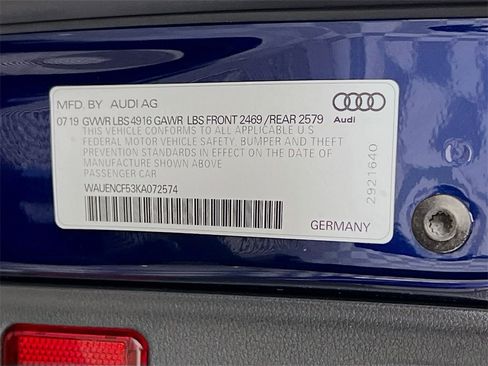 MFD. BY AUDI AG
07 19 GVWR LBS 4916 GAWR LBS FRONT 2469 /REAR 2579
THIS VEHICLE CONFORMS TO ALL APPLICABLE U S
FEDERAL MOTOR VEHICLE SAFETY, BUMPER AND THEFT
PREVENTION STANDARDS IN EFFECT ON THE DATE OF
MANUFACTURE SHOWN ABOVE
PASSENGER CAR
WAUENCF53KA072574
Audi
2921640
GERMANY